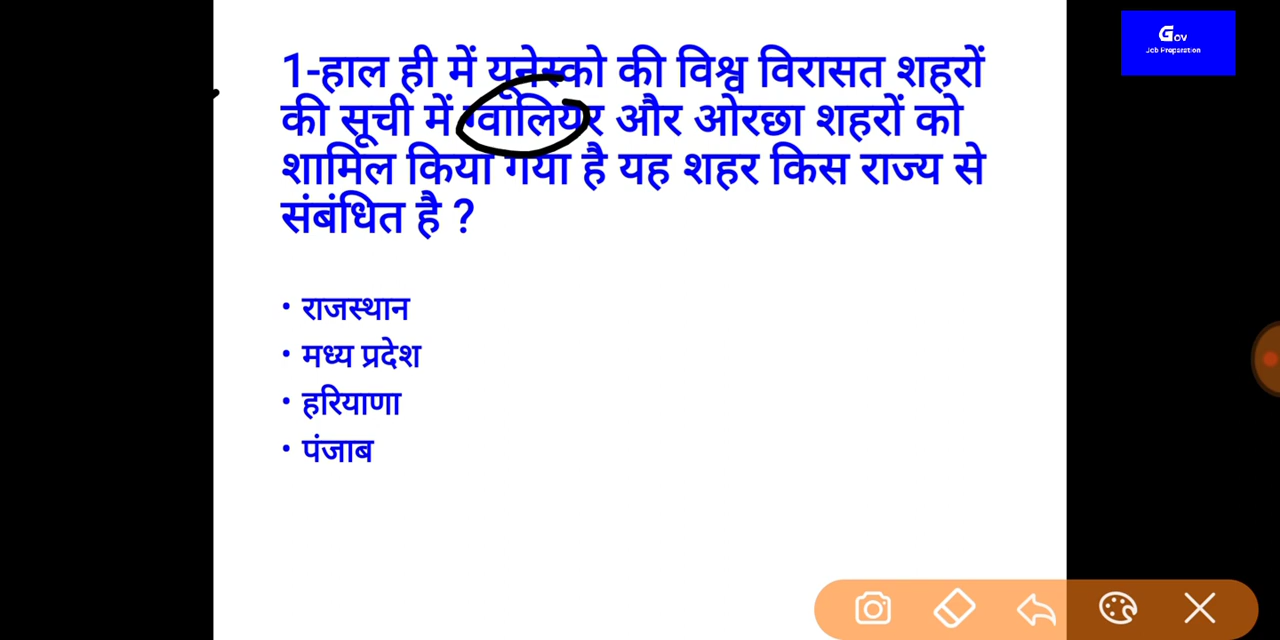 Gov
Job Preparation
1-हाल ही में यूनेस्को की विश्व विरासत शहरों
की सूची में ग्वालियर और ओरछा शहरों को
शामिल किया गया है यह शहर किस राज्य से
संबंधित है ?
• राजस्थान
• मध्य प्रदेश
• हरियाणा
• पंजाब